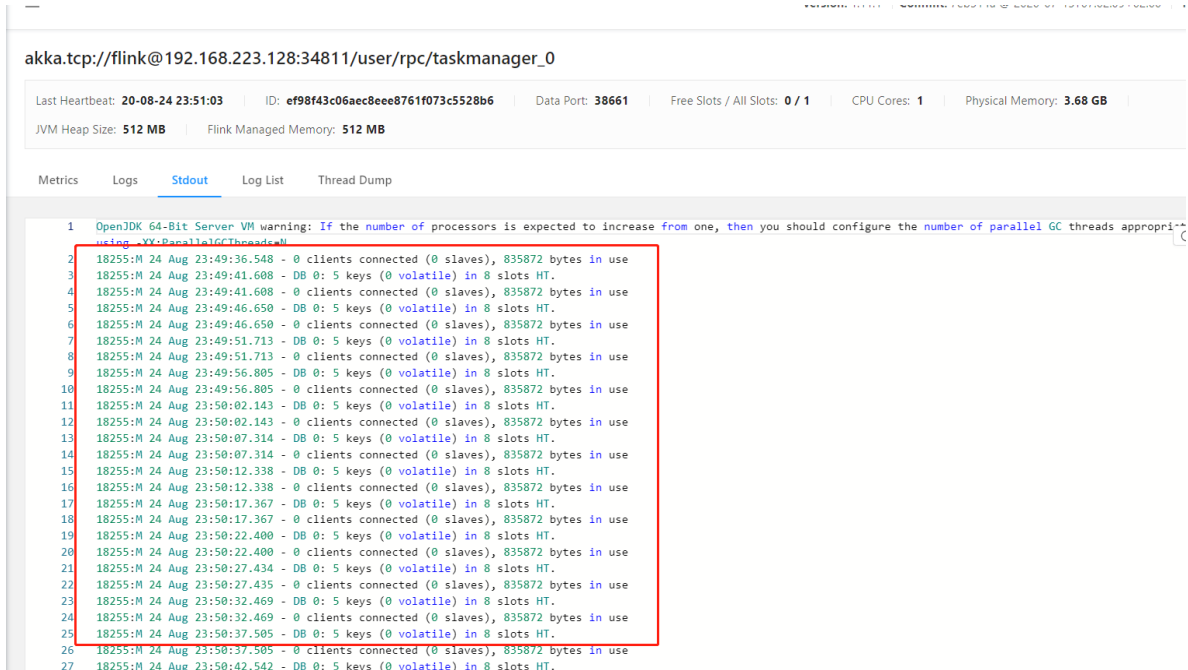 akka.tcp://flink@192.168.223.128:34811/user/rpc/taskmanager_0
Last Heartbeat: 20-08-24 23:51:03 ID: ef98f43c06aec8eee8761f073c5528b6 Data Port: 38661 Free Slots / All Slots: 0 / 1 CPU Cores: 1 Physical Memory: 3.68 GB
JVM Heap Size: 512 MB Flink Managed Memory: 512 MB
Metrics Logs Stdout Log List Thread Dump
1 OpenJDK 64-Bit Server VM warning: If the number of processors is expected to increase from one, then you should configure the number of parallel GC threads
using -XX:ParallelGCThreads=N
2 18255:M 24 Aug 23:49:36.548 - 0 clients connected (0 slaves), 835872 bytes in use
3 18255:M 24 Aug 23:49:41.608 - DB 0: 5 keys (0 volatile) in 8 slots HT.
4 18255:M 24 Aug 23:49:41.608 - 0 clients connected (0 slaves), 835872 bytes in use
5 18255:M 24 Aug 23:49:46.650 - DB 0: 5 keys (0 volatile) in 8 slots HT.
6 18255:M 24 Aug 23:49:46.650 - 0 clients connected (0 slaves), 835872 bytes in use
7 18255:M 24 Aug 23:49:51.713 - DB 0: 5 keys (0 volatile) in 8 slots HT.
8 18255:M 24 Aug 23:49:51.713 - 0 clients connected (0 slaves), 835872 bytes in use
9 18255:M 24 Aug 23:49:56.805 - DB 0: 5 keys (0 volatile) in 8 slots HT.
10 18255:M 24 Aug 23:49:56.805 - 0 clients connected (0 slaves), 835872 bytes in use
11 18255:M 24 Aug 23:50:02.143 - DB 0: 5 keys (0 volatile) in 8 slots HT.
12 18255:M 24 Aug 23:50:02.143 - 0 clients connected (0 slaves), 835872 bytes in use
13 18255:M 24 Aug 23:50:07.314 - DB 0: 5 keys (0 volatile) in 8 slots HT.
14 18255:M 24 Aug 23:50:07.314 - 0 clients connected (0 slaves), 835872 bytes in use
15 18255:M 24 Aug 23:50:12.338 - DB 0: 5 keys (0 volatile) in 8 slots HT.
16 18255:M 24 Aug 23:50:12.338 - 0 clients connected (0 slaves), 835872 bytes in use
17 18255:M 24 Aug 23:50:17.367 - DB 0: 5 keys (0 volatile) in 8 slots HT.
18 18255:M 24 Aug 23:50:17.367 - 0 clients connected (0 slaves), 835872 bytes in use
19 18255:M 24 Aug 23:50:22.400 - DB 0: 5 keys (0 volatile) in 8 slots HT.
20 18255:M 24 Aug 23:50:22.400 - 0 clients connected (0 slaves), 835872 bytes in use
21 18255:M 24 Aug 23:50:27.434 - DB 0: 5 keys (0 volatile) in 8 slots HT.
22 18255:M 24 Aug 23:50:27.435 - 0 clients connected (0 slaves), 835872 bytes in use
23 18255:M 24 Aug 23:50:32.469 - DB 0: 5 keys (0 volatile) in 8 slots HT.
24 18255:M 24 Aug 23:50:32.469 - 0 clients connected (0 slaves), 835872 bytes in use
25 18255:M 24 Aug 23:50:37.505 - DB 0: 5 keys (0 volatile) in 8 slots HT.
26 18255:M 24 Aug 23:50:37.505 - 0 clients connected (0 slaves), 835872 bytes in use
27 18255:M 24 Aug 23:50:42.542 - DB 0: 5 keys (0 volatile) in 8 slots HT.